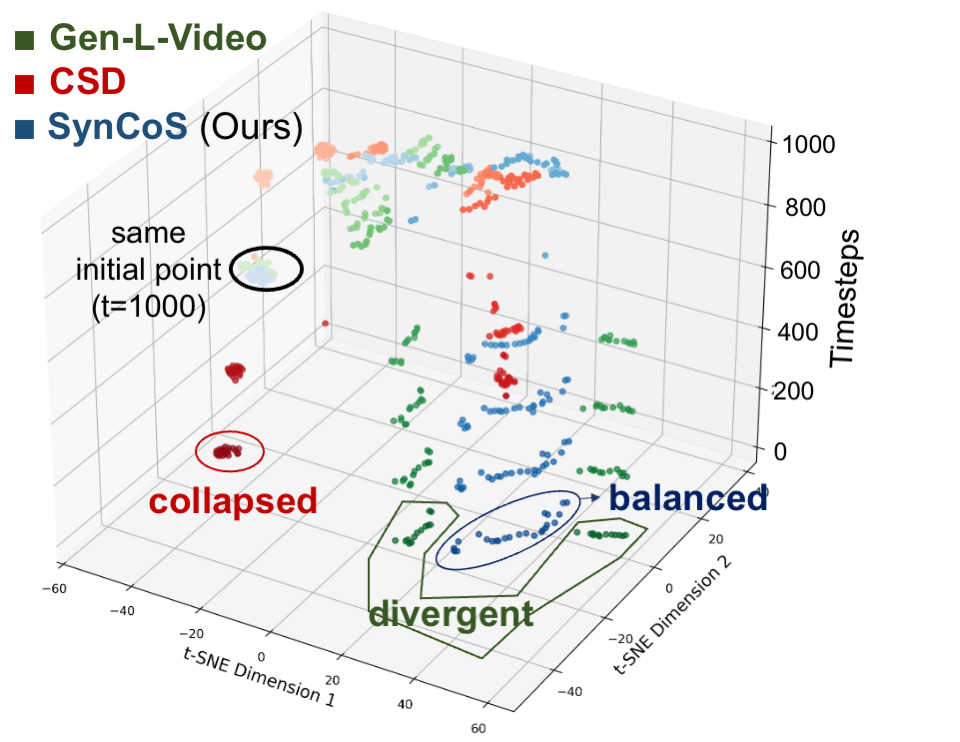 Gen-L-Video
CSD
SynCoS (Ours)
same
initial point
(t=1000)
collapsed
balanced
divergent
1000
800
600
400
200
0
Timesteps
20
0
−20
−40
t-SNE Dimension 2
−60
−40
−20
0
20
40
60
t-SNE Dimension 1